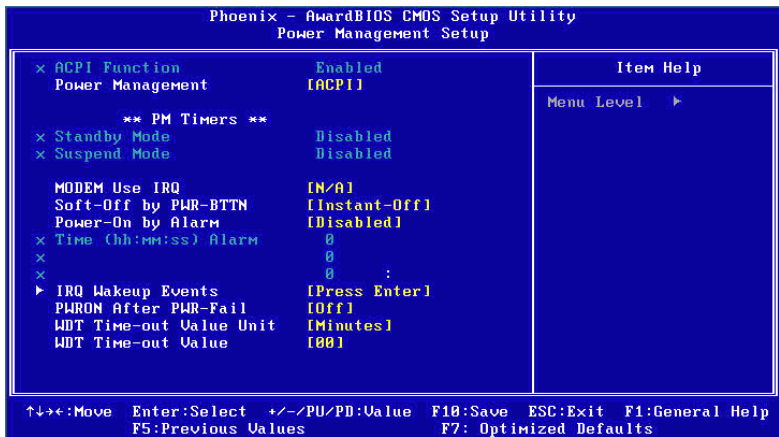 Phoenix - AwardBIOS CMOS Setup Utility
Power Management Setup
x ACPI Function Enabled
Power Management [ACPI]
** PM Timers **
x Standby Mode Disabled
x Suspend Mode Disabled
MODEM Use IRQ [N/A]
Soft-Off by PWR-BTTN [Instant-Off]
Power-On by Alarm [Disabled]
x Time (hh:mm:ss) Alarm 0
x 0
x 0 :
► IRQ Wakeup Events [Press Enter]
PWRON After PWR-Fail [Off]
WDT Time-out Value Unit [Minutes]
WDT Time-out Value [00]
Item Help
Menu Level ►
↑↓→←:Move Enter:Select +/-/PU/PD:Value F10:Save ESC:Exit F1:General Help
F5:Previous Values F7: Optimized Defaults